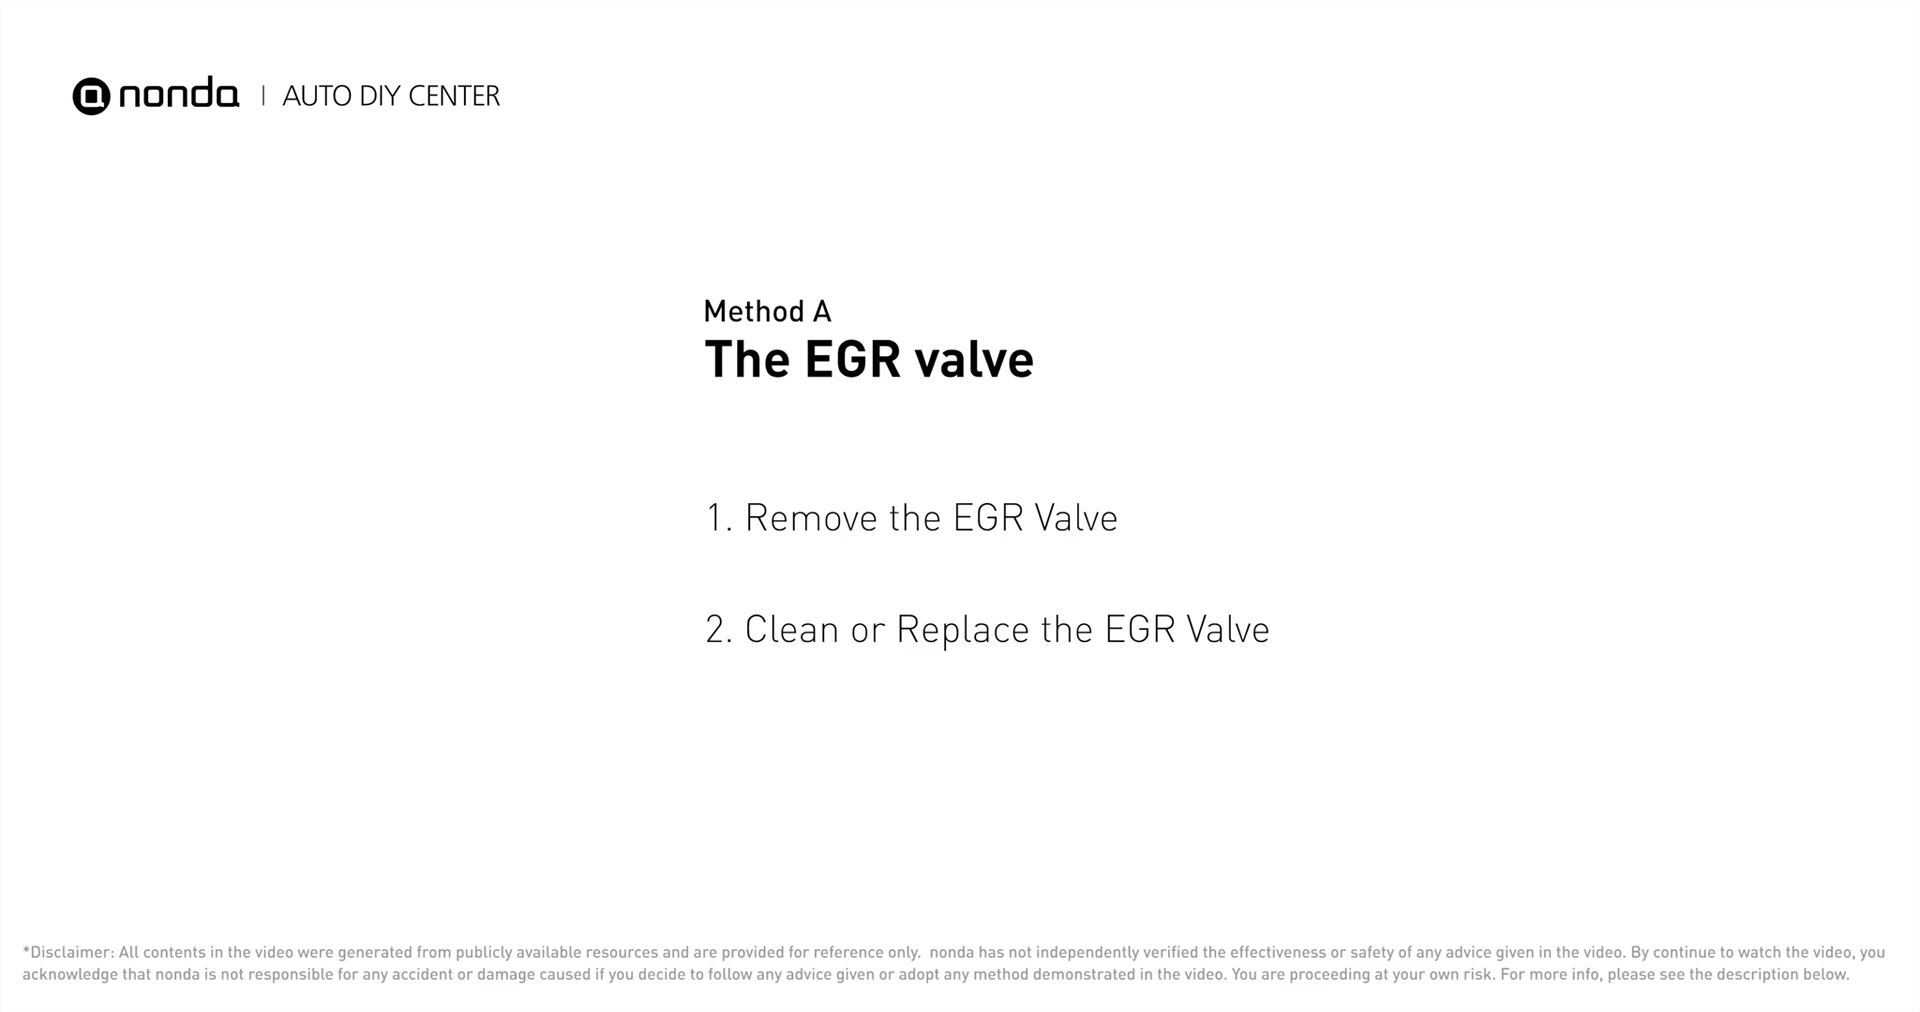 nonda | AUTO DIY CENTER
Method A
The EGR valve
1. Remove the EGR Valve
2. Clean or Replace the EGR Valve
*Disclaimer: All contents in the video were generated from publicly available resources and are provided for reference only.  nonda has not independently verified the effectiveness or safety of any advice given in the video. By continue to watch the video, you
acknowledge that nonda is not responsible for any accident or damage caused if you decide to follow any advice given or adopt any method demonstrated in the video. You are proceeding at your own risk. For more info, please see the description below.